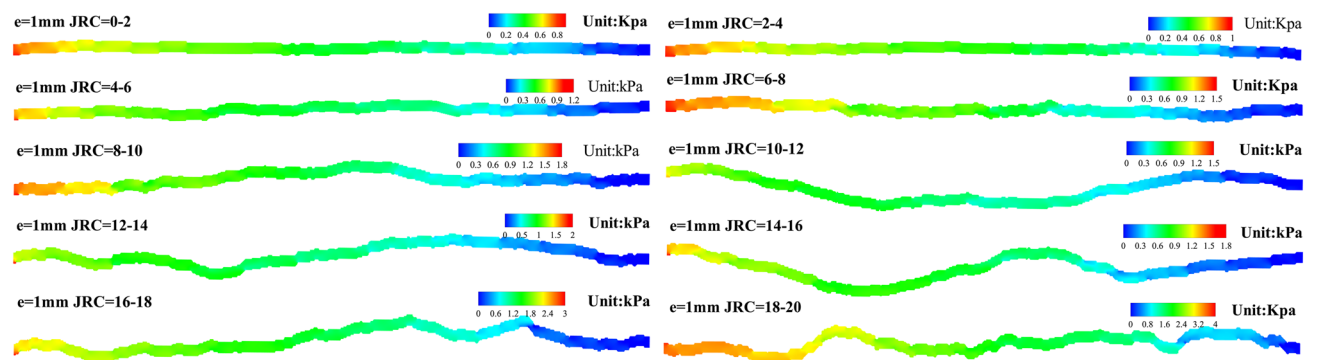 e=1mm JRC=0-2
Unit:Kpa
0 0.2 0.4 0.6 0.8
e=1mm JRC=2-4
Unit:Kpa
0 0.2 0.4 0.6 0.8 1
e=1mm JRC=4-6
Unit:kPa
0 0.3 0.6 0.9 1.2
e=1mm JRC=6-8
Unit:Kpa
0 0.3 0.6 0.9 1.2 1.5
e=1mm JRC=8-10
Unit:kPa
0 0.3 0.6 0.9 1.2 1.5 1.8
e=1mm JRC=10-12
Unit:kPa
0 0.3 0.6 0.9 1.2 1.5
e=1mm JRC=12-14
Unit:kPa
0 0.5 1 1.5 2
e=1mm JRC=14-16
Unit:kPa
0 0.3 0.6 0.9 1.2 1.5 1.8
e=1mm JRC=16-18
Unit:kPa
0 0.6 1.2 1.8 2.4 3
e=1mm JRC=18-20
Unit:Kpa
0 0.8 1.6 2.4 3.2 4